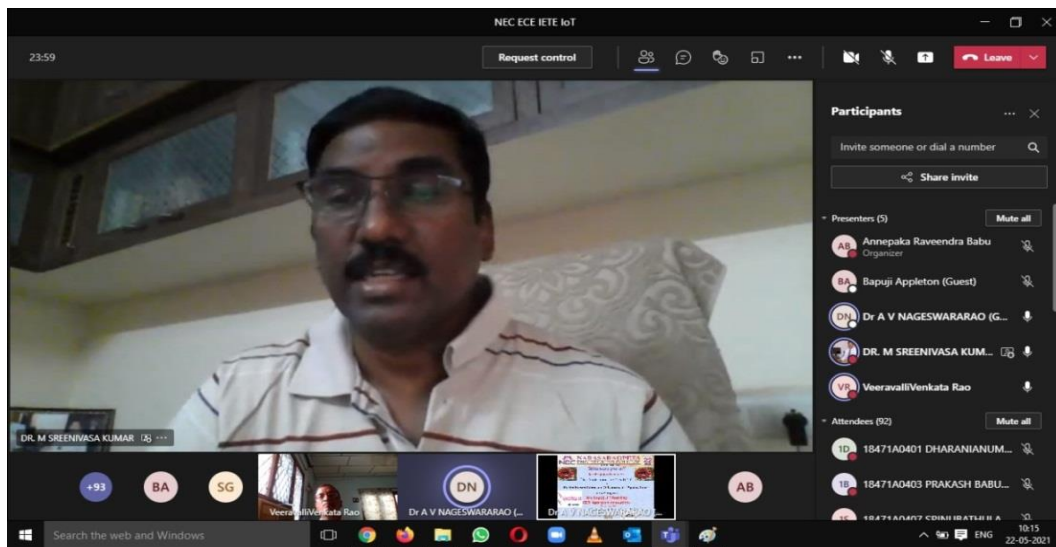 NEC ECE IETE IoT
23:59
Request control
Leave
Participants
Invite someone or dial a number
Share invite
Presenters (5)
Mute all
AB
Annepaka Raveendra Babu
Organizer
BA
Bapuji Appleton (Guest)
DN
Dr A V NAGESWARARAO (G...
DR. M SREENIVASA KUM...
VR
VeeravalliVenkata Rao
Attendees (92)
Mute all
1D
18471A0401 DHARANIANUM...
1B
18471A0403 PRAKASH BABU...
DR. M SREENIVASA KUMAR
+93
BA
SG
VeeravalliVenkata Rao
DN
Dr A V NAGESWARARAO (...
AB
Search the web and Windows
ENG
10:15
22-05-2021